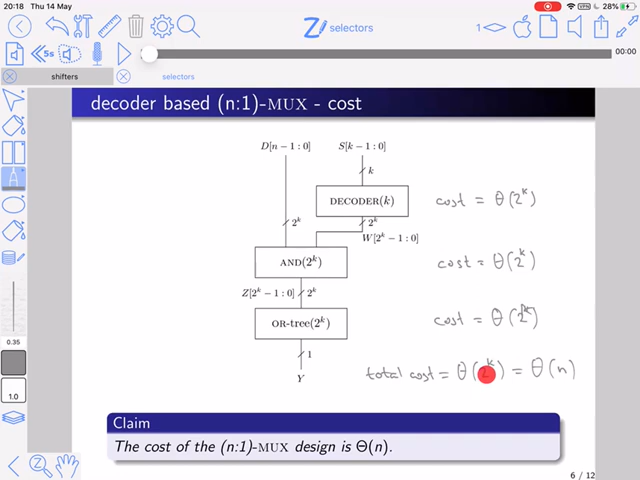 20:18 Thu 14 May
28%
selectors
1
5s
00:00
shifters
selectors
decoder based (n:1)-MUX - cost
D[n − 1 : 0]
S[k − 1 : 0]
k
DECODER(k)
cost = Θ(2^k)
2^k
2^k
W[2^k − 1 : 0]
AND(2^k)
cost = Θ(2^k)
Z[2^k − 1 : 0]
2^k
OR-tree(2^k)
cost = Θ(2^k)
1
Y
total cost = Θ(2^k) = Θ(n)
0.35
1.0
Claim
The cost of the (n:1)-MUX design is Θ(n).
6 / 12